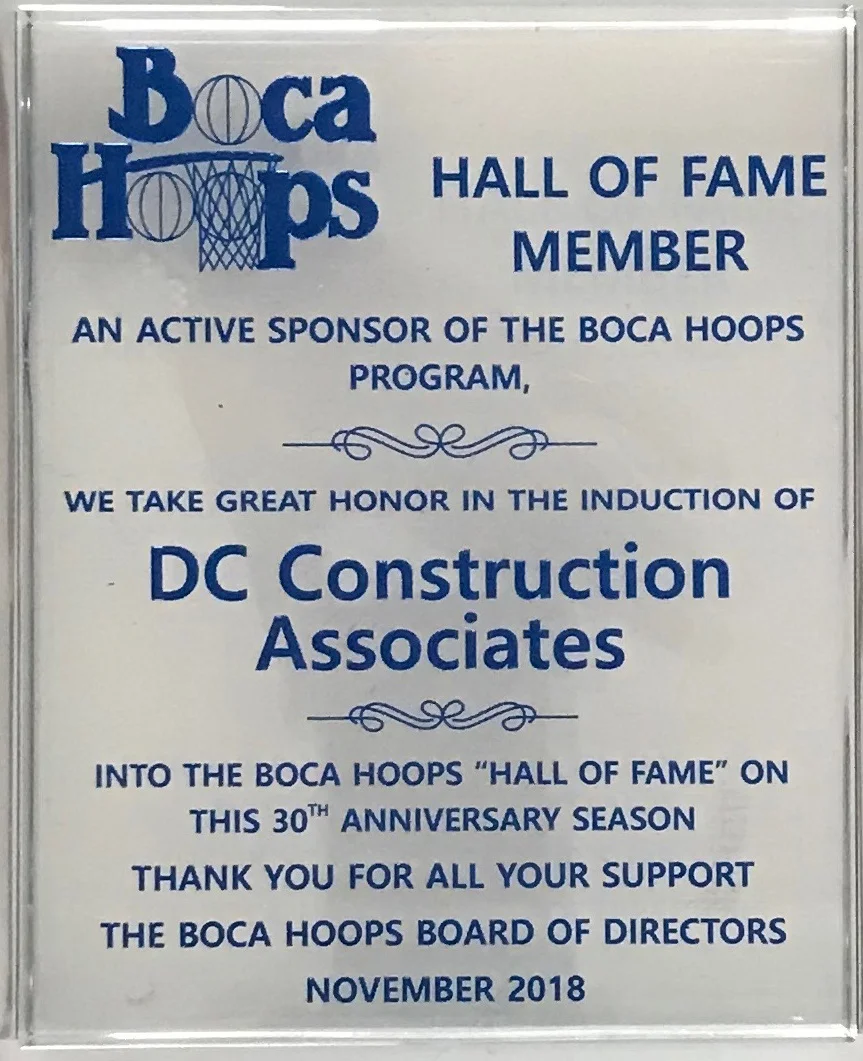 Boca
Hoops
HALL OF FAME
MEMBER
AN ACTIVE SPONSOR OF THE BOCA HOOPS
PROGRAM,
WE TAKE GREAT HONOR IN THE INDUCTION OF
DC Construction
Associates
INTO THE BOCA HOOPS “HALL OF FAME” ON
THIS 30TH ANNIVERSARY SEASON
THANK YOU FOR ALL YOUR SUPPORT
THE BOCA HOOPS BOARD OF DIRECTORS
NOVEMBER 2018